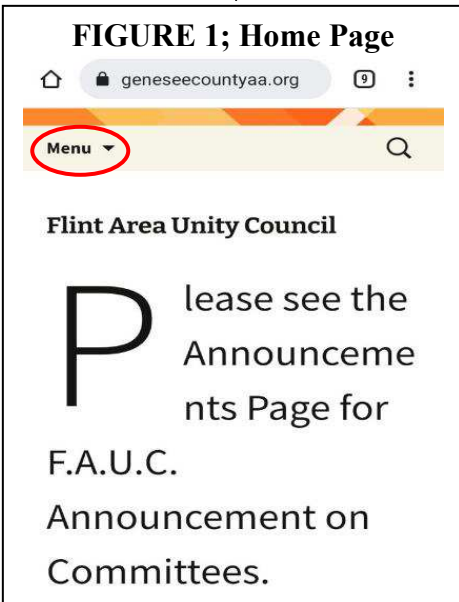 FIGURE 1; Home Page
geneseecountyaa.org 9
Menu
Flint Area Unity Council
Please see the
Announceme
nts Page for
F.A.U.C.
Announcement on
Committees.